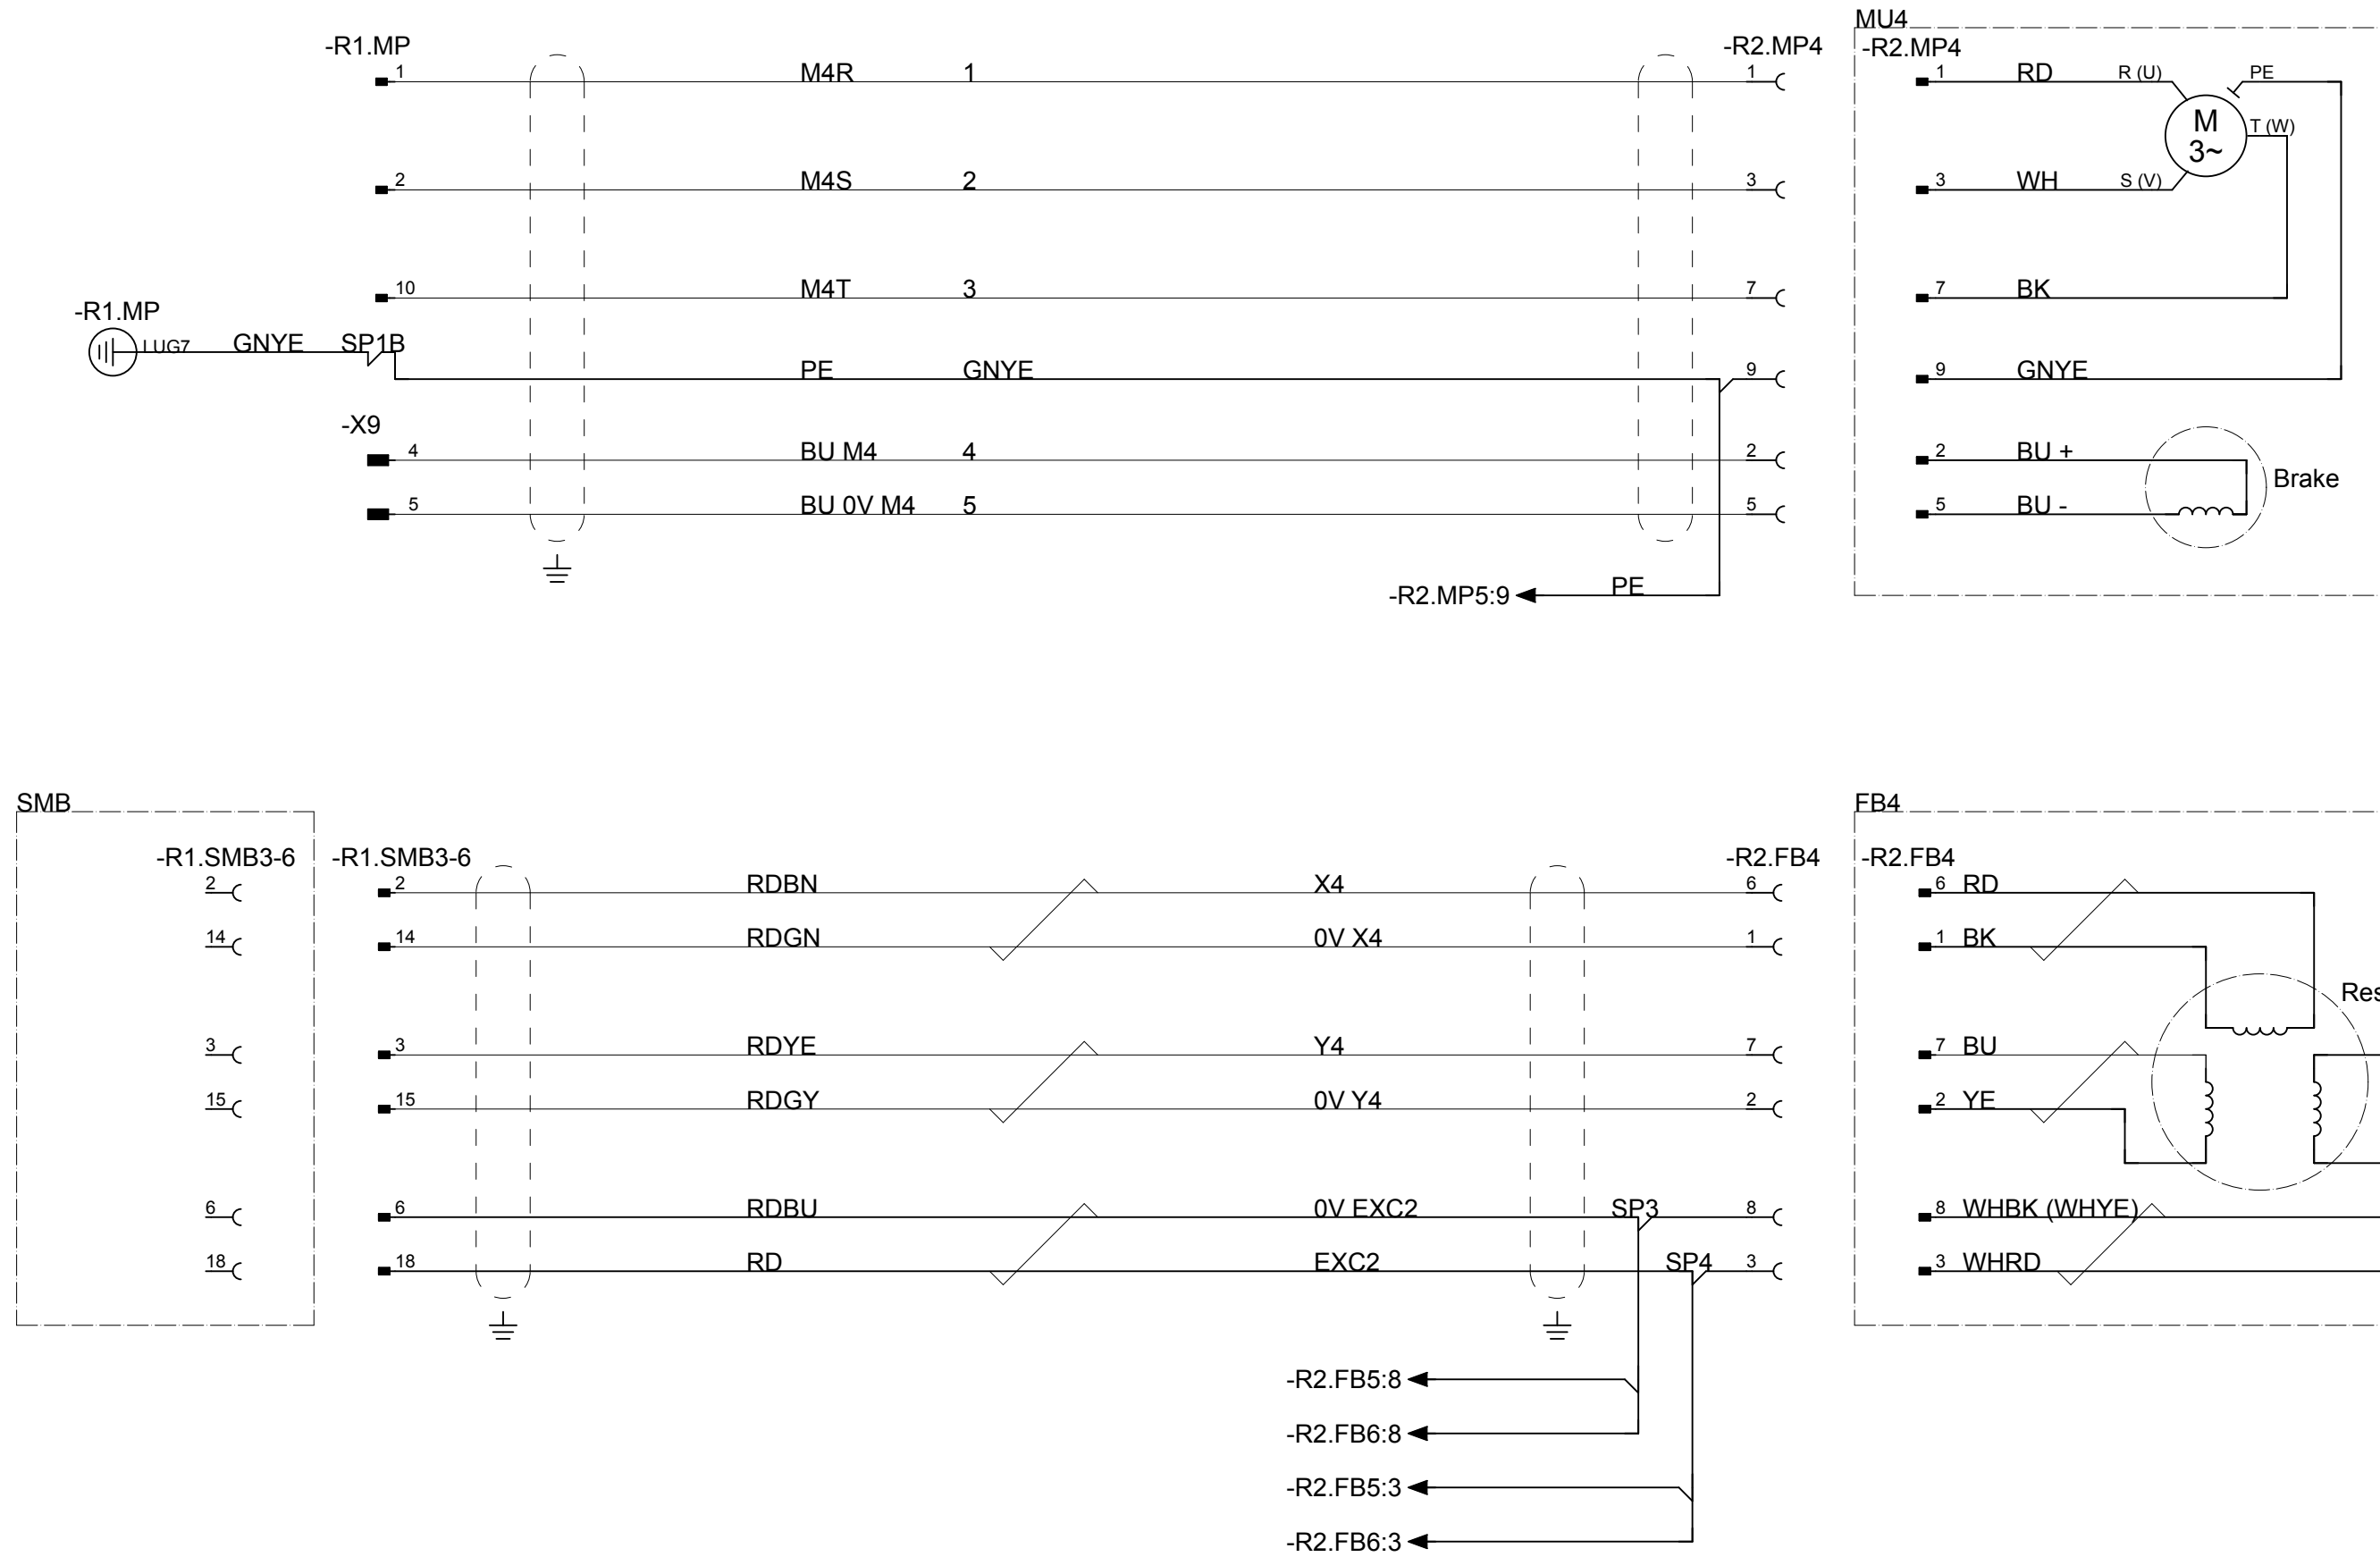 MU4
-R1.MP -R2.MP4 -R2.MP4
1 M4R 1 1 1 RD R (U) PE
M 3~ T (W)
2 M4S 2 3 3 WH S (V)
10 M4T 3 7 7 BK
-R1.MP
LUG7 GNYE SP1B
PE GNYE 9 9 GNYE
-X9
4 BU M4 4 2 2 BU +
Brake
5 BU 0V M4 5 5 5 BU -
-R2.MP5:9 PE
SMB FB4
-R1.SMB3-6 -R1.SMB3-6 -R2.FB4 -R2.FB4
2 2 RDBN X4 6 6 RD
14 14 RDGN 0V X4 1 1 BK
Res
3 3 RDYE Y4 7 7 BU
15 15 RDGY 0V Y4 2 2 YE
6 6 RDBU 0V EXC2 SP3 8 8 WHBK (WHYE)
18 18 RD EXC2 SP4 3 3 WHRD
-R2.FB5:8
-R2.FB6:8
-R2.FB5:3
-R2.FB6:3